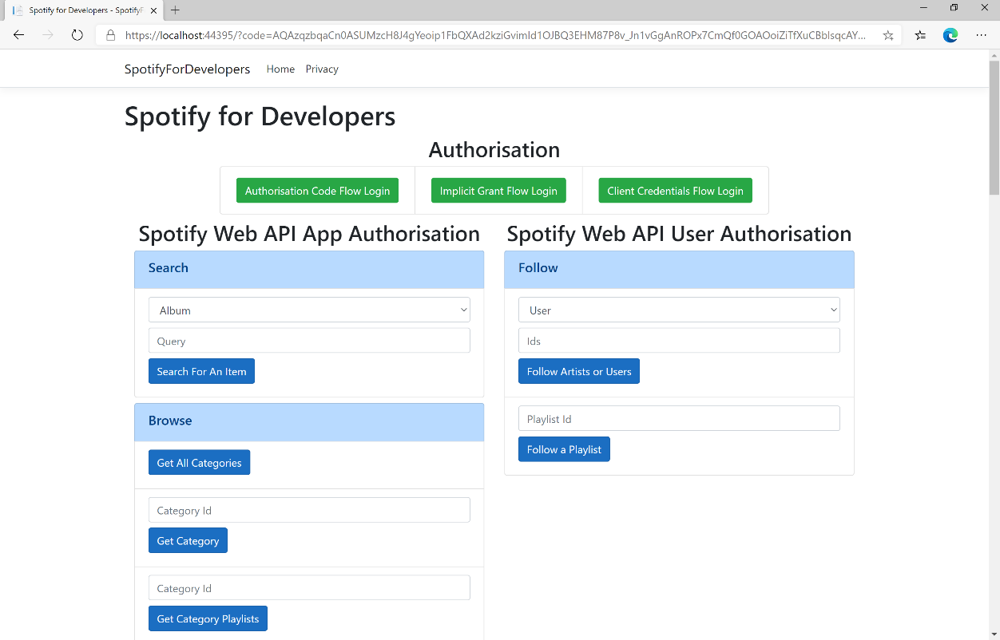 Spotify for Developers - SpotifyF
https://localhost:44395/?code=AQAzqzbqaCn0ASUMzcH8J4gYeoip1FbQXAd2kziGvimId1OJBQ3EHM87P8v_Jn1vGgAnROPx7CmQf0GOAOoiZiTfXuCBblsqcAY...
SpotifyForDevelopers Home Privacy
Spotify for Developers
Authorisation
Authorisation Code Flow Login Implicit Grant Flow Login Client Credentials Flow Login
Spotify Web API App Authorisation
Search
Album
Query
Search For An Item
Browse
Get All Categories
Category Id
Get Category
Category Id
Get Category Playlists
Spotify Web API User Authorisation
Follow
User
Ids
Follow Artists or Users
Playlist Id
Follow a Playlist